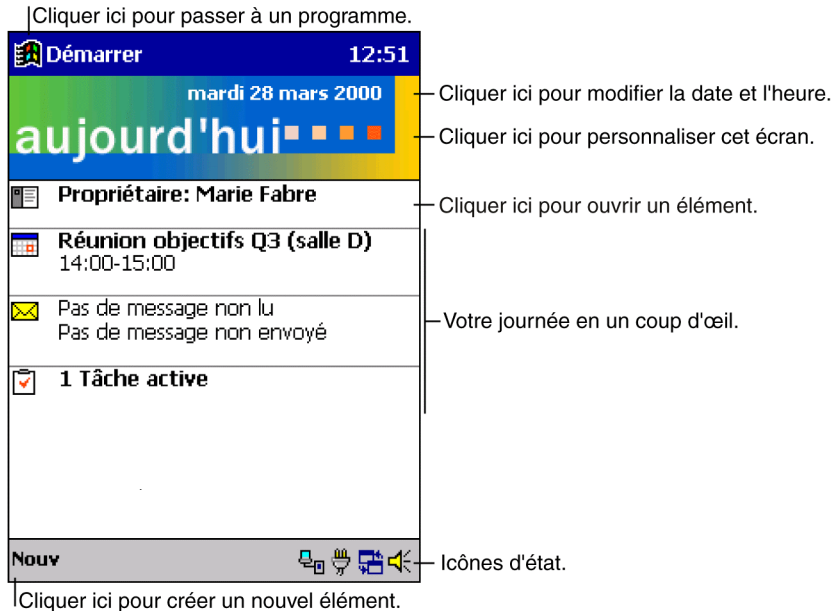 Cliquer ici pour passer à un programme.
Démarrer 12:51
mardi 28 mars 2000
Cliquer ici pour modifier la date et l'heure.
aujourd'hui
Cliquer ici pour personnaliser cet écran.
Propriétaire: Marie Fabre
Cliquer ici pour ouvrir un élément.
Réunion objectifs Q3 (salle D)
14:00-15:00
Pas de message non lu
Pas de message non envoyé
Votre journée en un coup d'œil.
1 Tâche active
Nouv
Icônes d'état.
Cliquer ici pour créer un nouvel élément.